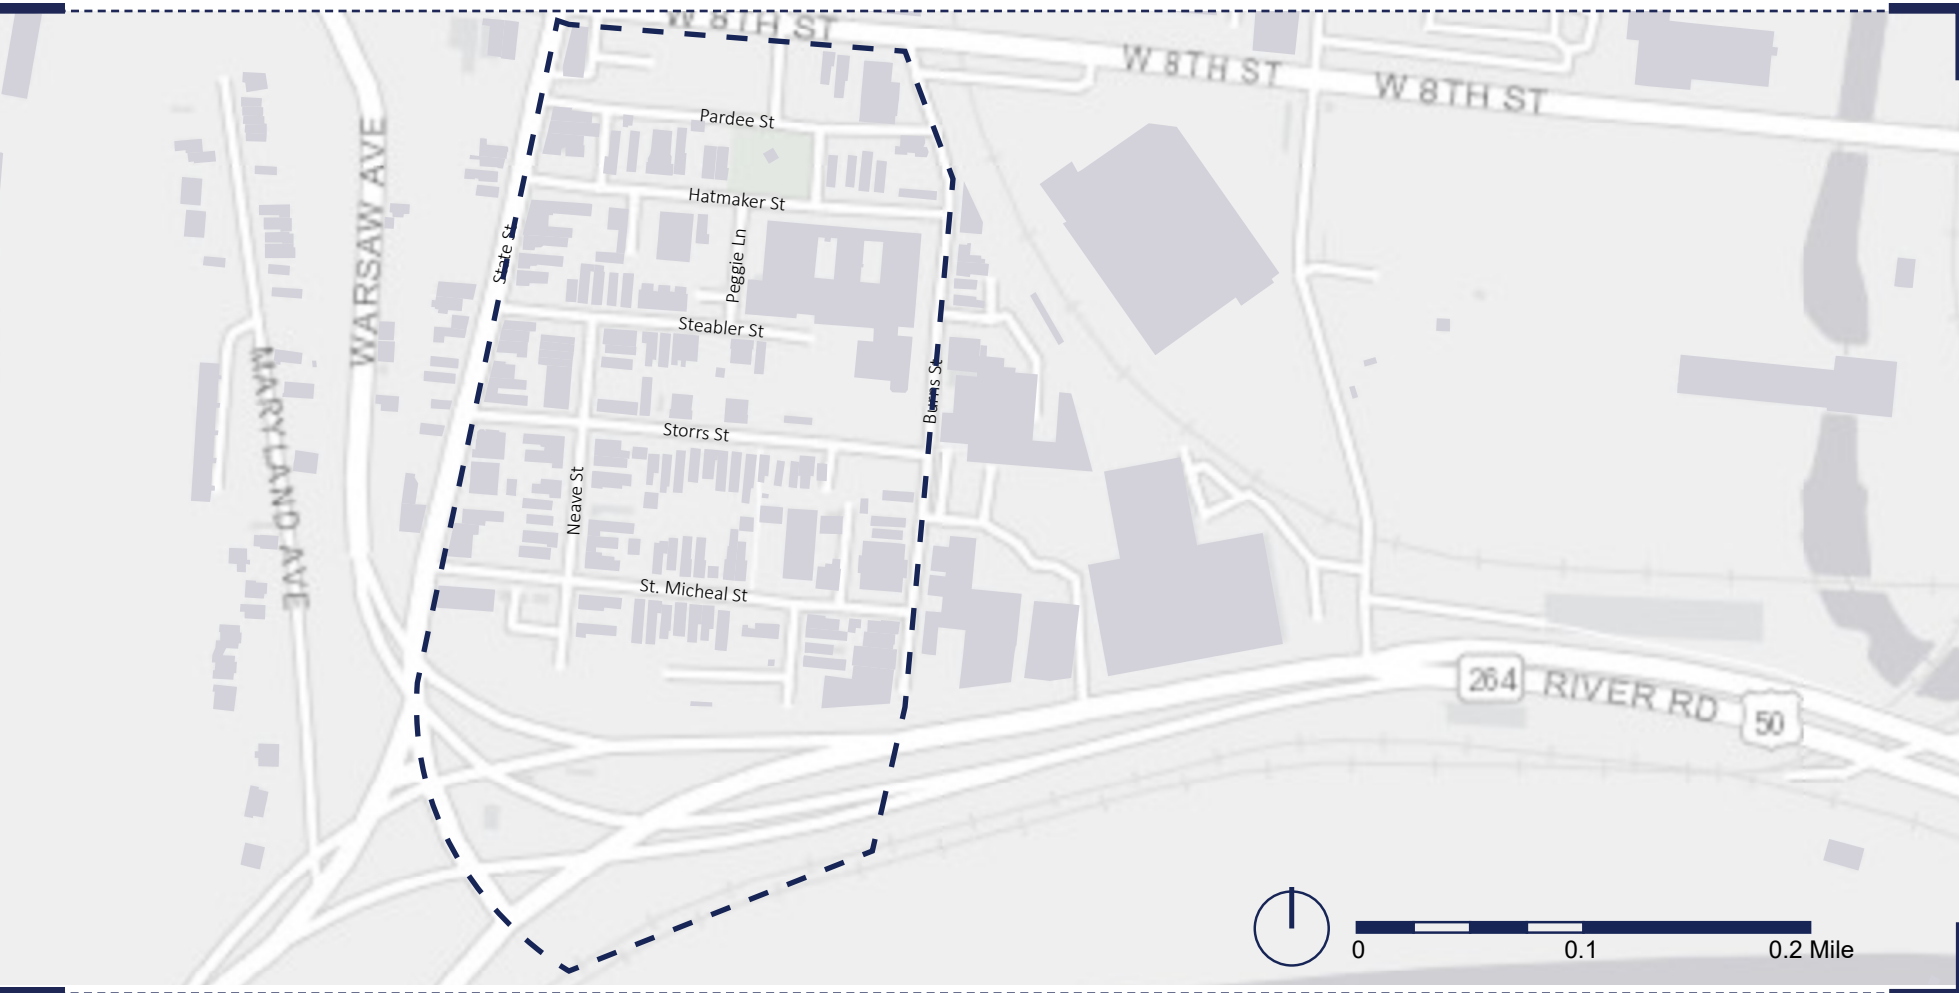 W 8TH ST
W 8TH ST
W 8TH ST
Pardee St
WARSAW AVE
Hatmaker St
State St
Peggie Ln
Steabler St
MARYLAND AVE
Burns St
Storrs St
Neave St
St. Micheal St
264
RIVER RD
50
0
0.1
0.2 Mile